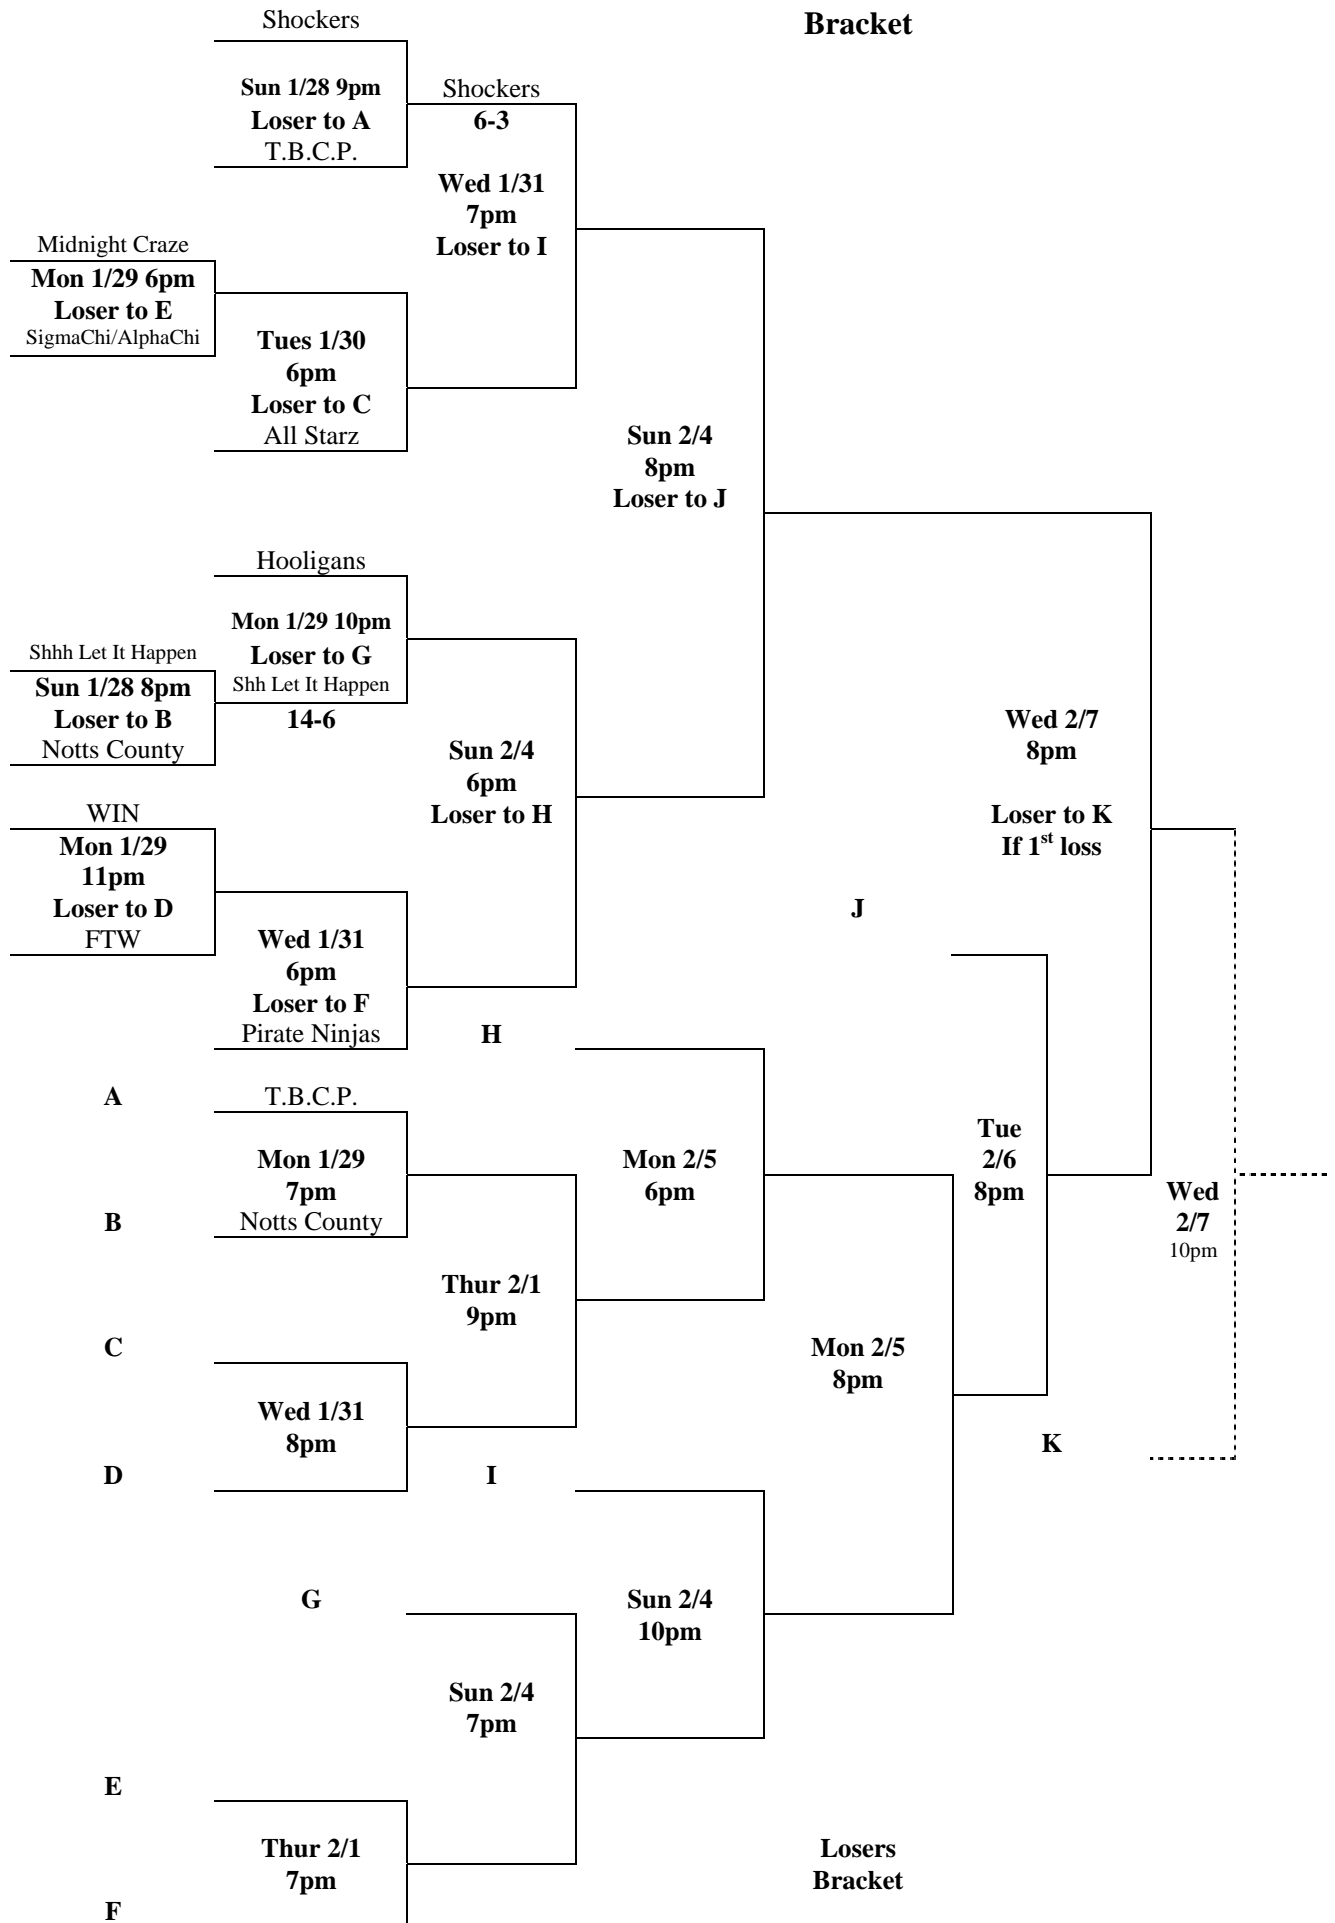 Shockers
Bracket
Sun 1/28 9pm
Loser to A
T.B.C.P.
Shockers
6-3
Wed 1/31
7pm
Loser to I
Midnight Craze
Mon 1/29 6pm
Loser to E
SigmaChi/AlphaChi
Tues 1/30
6pm
Loser to C
All Starz
Sun 2/4
8pm
Loser to J
Hooligans
Mon 1/29 10pm
Loser to G
Shh Let It Happen
14-6
Shhh Let It Happen
Sun 1/28 8pm
Loser to B
Notts County
Sun 2/4
6pm
Loser to H
Wed 2/7
8pm
Loser to K
If 1st loss
WIN
Mon 1/29
11pm
Loser to D
FTW
Wed 1/31
6pm
Loser to F
Pirate Ninjas
J
H
A
T.B.C.P.
Mon 1/29
7pm
Notts County
B
Mon 2/5
6pm
Tue
2/6
8pm
Wed
2/7
10pm
Thur 2/1
9pm
C
Wed 1/31
8pm
D
Mon 2/5
8pm
K
I
G
Sun 2/4
10pm
Sun 2/4
7pm
E
Thur 2/1
7pm
F
Losers
Bracket